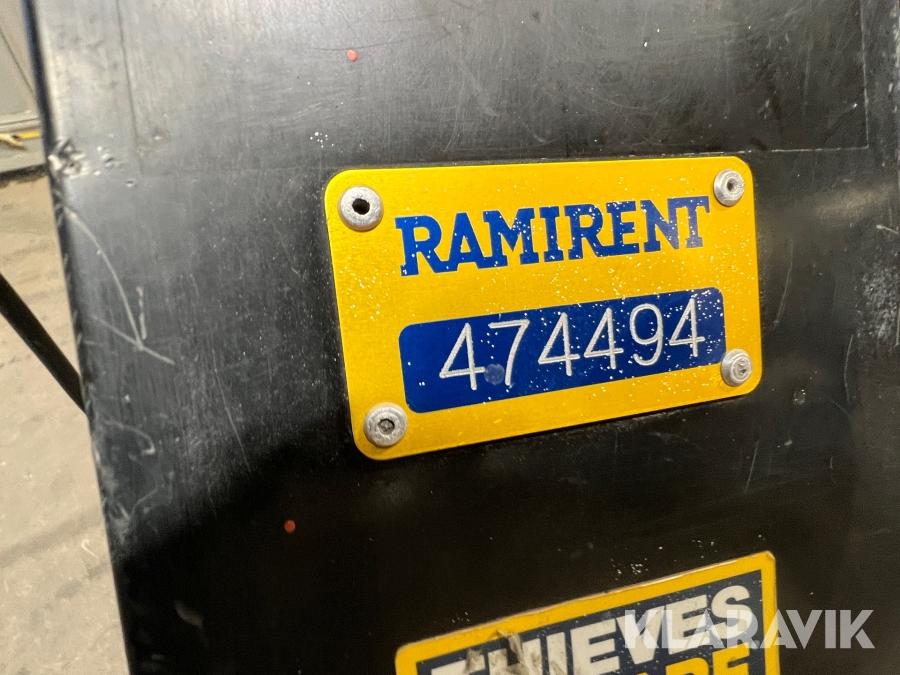 RAMIRENT
474494
THIEVES
KLARAVIK